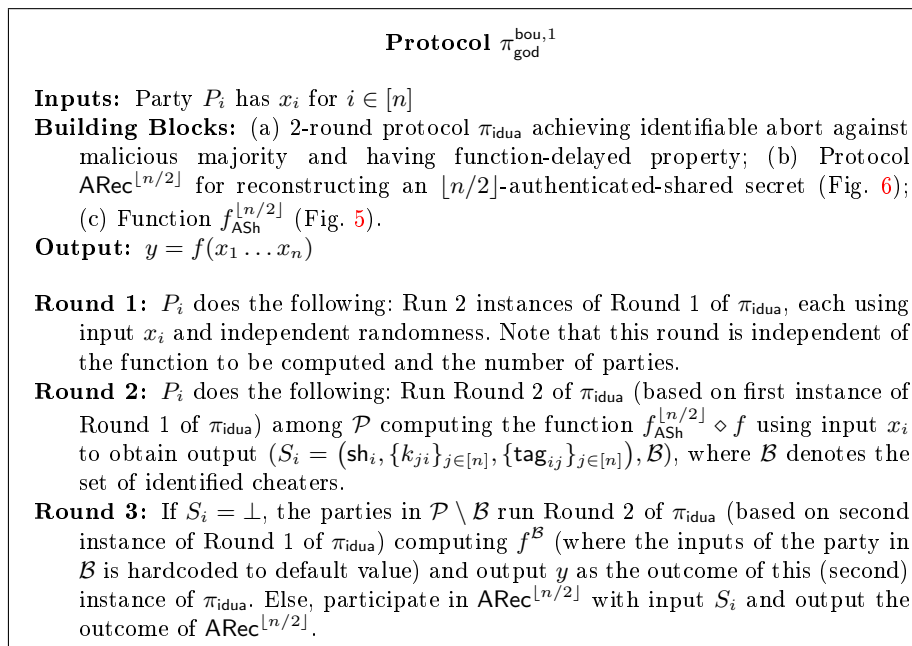 Protocol π_god^{bou,1}
Inputs: Party P_i has x_i for i ∈ [n]
Building Blocks: (a) 2-round protocol π_idua achieving identifiable abort against
malicious majority and having function-delayed property; (b) Protocol
ARec^{⌊n/2⌋} for reconstructing an ⌊n/2⌋-authenticated-shared secret (Fig. 6);
(c) Function f_ASh^{⌊n/2⌋} (Fig. 5).
Output: y = f(x_1 … x_n)
Round 1: P_i does the following: Run 2 instances of Round 1 of π_idua, each using
input x_i and independent randomness. Note that this round is independent of
the function to be computed and the number of parties.
Round 2: P_i does the following: Run Round 2 of π_idua (based on first instance of
Round 1 of π_idua) among 𝒫 computing the function f_ASh^{⌊n/2⌋} ⋄ f using input x_i
to obtain output (S_i = (sh_i, {k_ji}_{j∈[n]}, {tag_ij}_{j∈[n]}), ℬ), where ℬ denotes the
set of identified cheaters.
Round 3: If S_i = ⊥, the parties in 𝒫 \ ℬ run Round 2 of π_idua (based on second
instance of Round 1 of π_idua) computing f^ℬ (where the inputs of the party in
ℬ is hardcoded to default value) and output y as the outcome of this (second)
instance of π_idua. Else, participate in ARec^{⌊n/2⌋} with input S_i and output the
outcome of ARec^{⌊n/2⌋}.